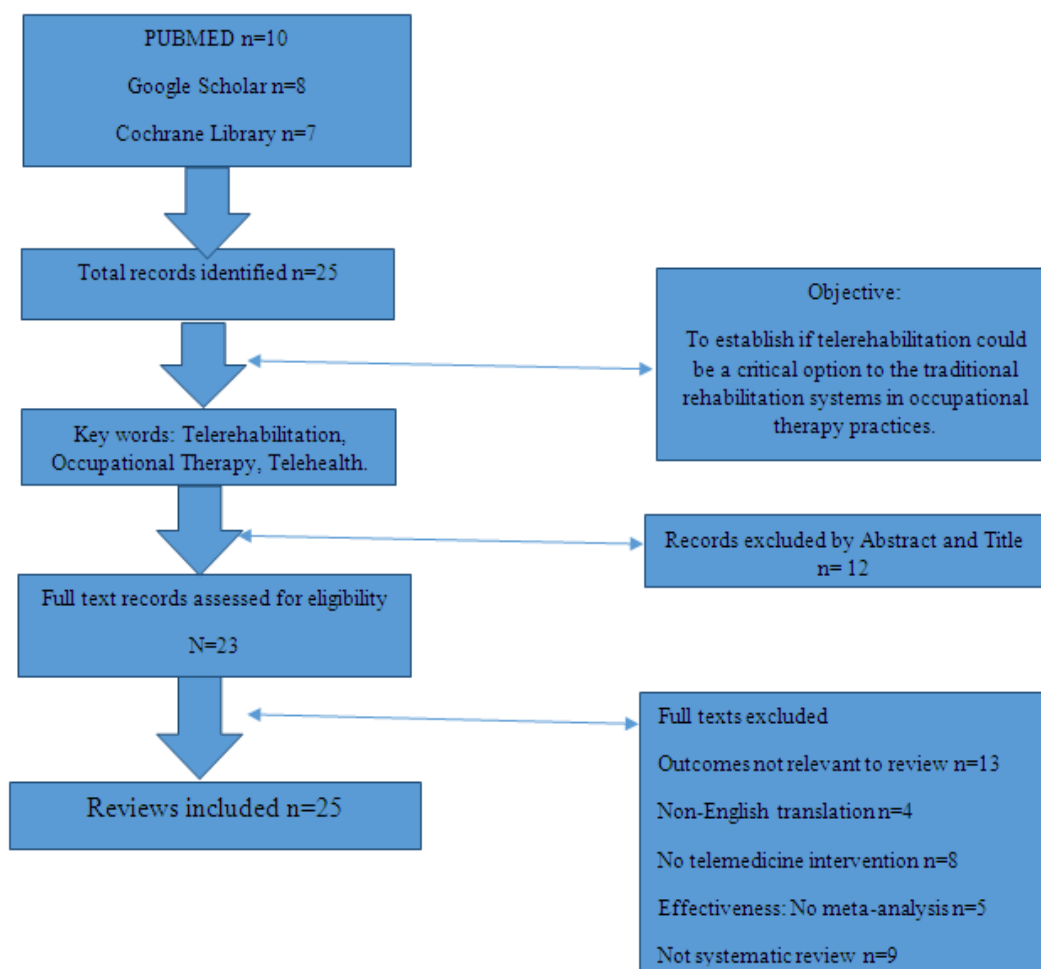 PUBMED n=10
Google Scholar n=8
Cochrane Library n=7
Total records identified n=25
Objective:
To establish if telerehabilitation could
be a critical option to the traditional
rehabilitation systems in occupational
therapy practices.
Key words: Telerehabilitation,
Occupational Therapy, Telehealth.
Records excluded by Abstract and Title
n= 12
Full text records assessed for eligibility
N=23
Full texts excluded
Outcomes not relevant to review n=13
Non-English translation n=4
No telemedicine intervention n=8
Effectiveness: No meta-analysis n=5
Not systematic review n=9
Reviews included n=25